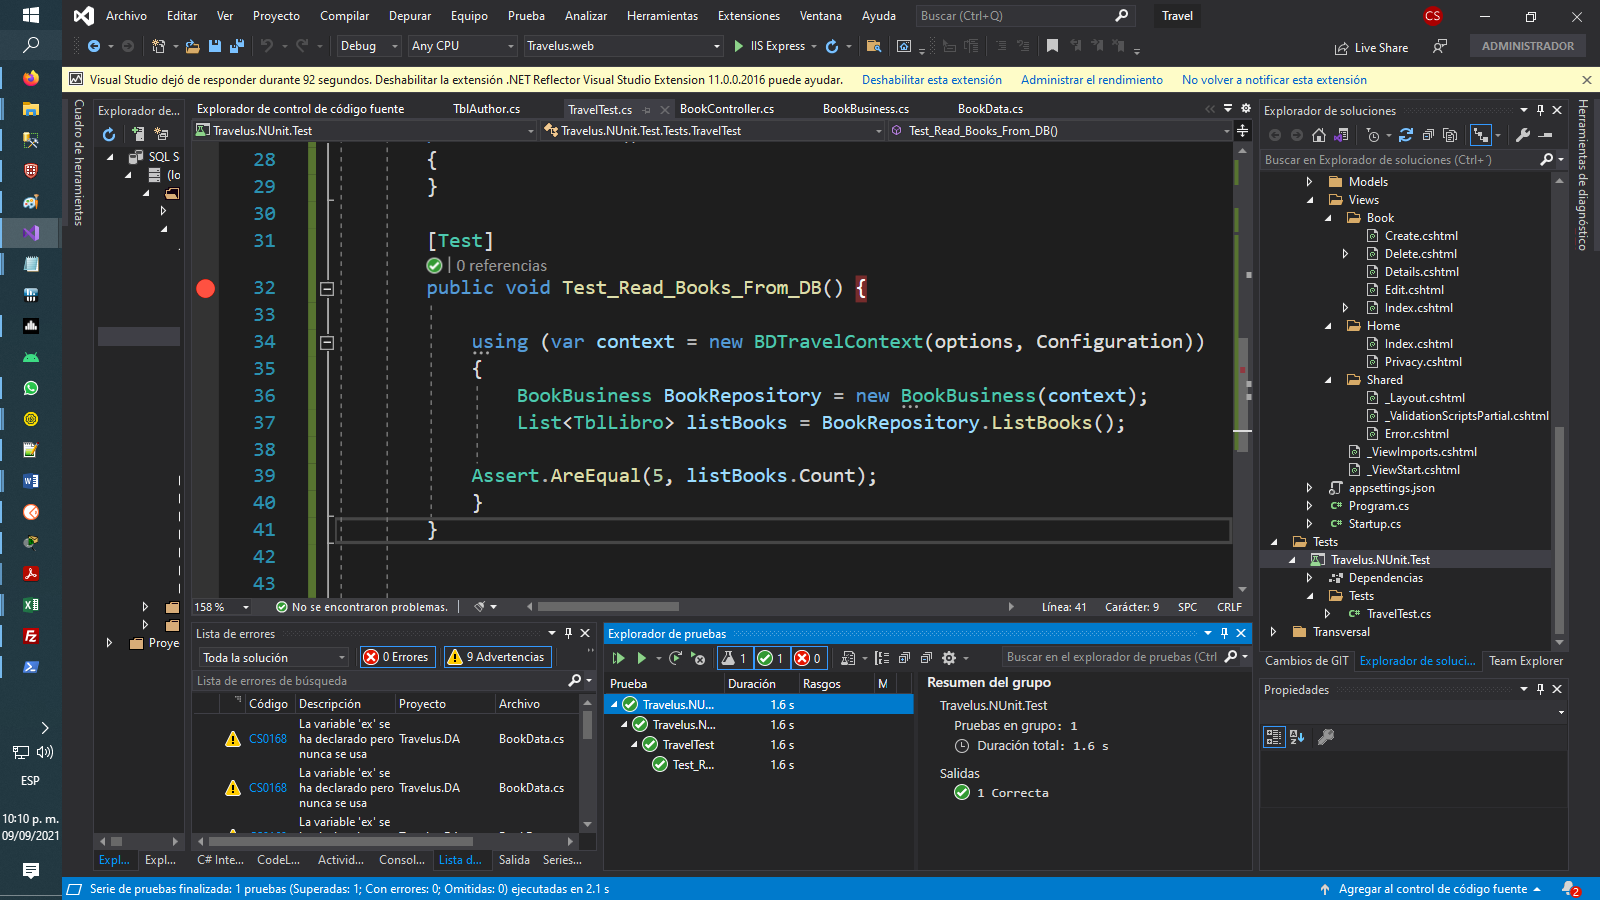 Archivo Editar Ver Proyecto Compilar Depurar Equipo Prueba Analizar Herramientas Extensiones Ventana Ayuda Buscar (Ctrl+Q) Travel CS
Debug Any CPU Travelus.web IIS Express Live Share ADMINISTRADOR
Visual Studio dejó de responder durante 92 segundos. Deshabilitar la extensión .NET Reflector Visual Studio Extension 11.0.0.2016 puede ayudar. Deshabilitar esta extensión Administrar el rendimiento No volver a notificar esta extensión
Cuadro de herramientas
Explorador de...
SQL S
(lo
Proye
Explorador de control de código fuente TblAuthor.cs TravelTest.cs BookController.cs BookBusiness.cs BookData.cs
Travelus.NUnit.Test Travelus.NUnit.Test.Tests.TravelTest Test_Read_Books_From_DB()
28 {
29 }
30
31 [Test]
0 referencias
32 public void Test_Read_Books_From_DB() {
33
34 using (var context = new BDTravelContext(options, Configuration))
35 {
36 BookBusiness BookRepository = new BookBusiness(context);
37 List<TblLibro> listBooks = BookRepository.ListBooks();
38
39 Assert.AreEqual(5, listBooks.Count);
40 }
41 }
42
43
158 % No se encontraron problemas. Línea: 41 Carácter: 9 SPC CRLF
Lista de errores
Toda la solución 0 Errores 9 Advertencias
Lista de errores de búsqueda
Código Descripción Proyecto Archivo
CS0168 La variable 'ex' se ha declarado pero nunca se usa Travelus.DA BookData.cs
CS0168 La variable 'ex' se ha declarado pero nunca se usa Travelus.DA BookData.cs
La variable 'ex' se
Expl... Expl... C# Inte... CodeL... Activid... Consol... Lista d... Salida Series...
Explorador de pruebas
1 1 0 Buscar en el explorador de pruebas (Ctrl
Prueba Duración Rasgos M
Travelus.NU... 1.6 s
Travelus.N... 1.6 s
TravelTest 1.6 s
Test_R... 1.6 s
Resumen del grupo
Travelus.NUnit.Test
Pruebas en grupo: 1
Duración total: 1.6 s
Salidas
1 Correcta
Explorador de soluciones
Buscar en Explorador de soluciones (Ctrl+´)
Models
Views
Book
Create.cshtml
Delete.cshtml
Details.cshtml
Edit.cshtml
Index.cshtml
Home
Index.cshtml
Privacy.cshtml
Shared
_Layout.cshtml
_ValidationScriptsPartial.cshtml
Error.cshtml
_ViewImports.cshtml
_ViewStart.cshtml
appsettings.json
Program.cs
Startup.cs
Tests
Travelus.NUnit.Test
Dependencies
Tests
TravelTest.cs
Transversal
Cambios de GIT Explorador de soluci... Team Explorer
Propiedades
Herramientas de diagnóstico
ESP
10:10 p. m.
09/09/2021
Serie de pruebas finalizada: 1 pruebas (Superadas: 1; Con errores: 0; Omitidas: 0) ejecutadas en 2.1 s Agregar al control de código fuente 2